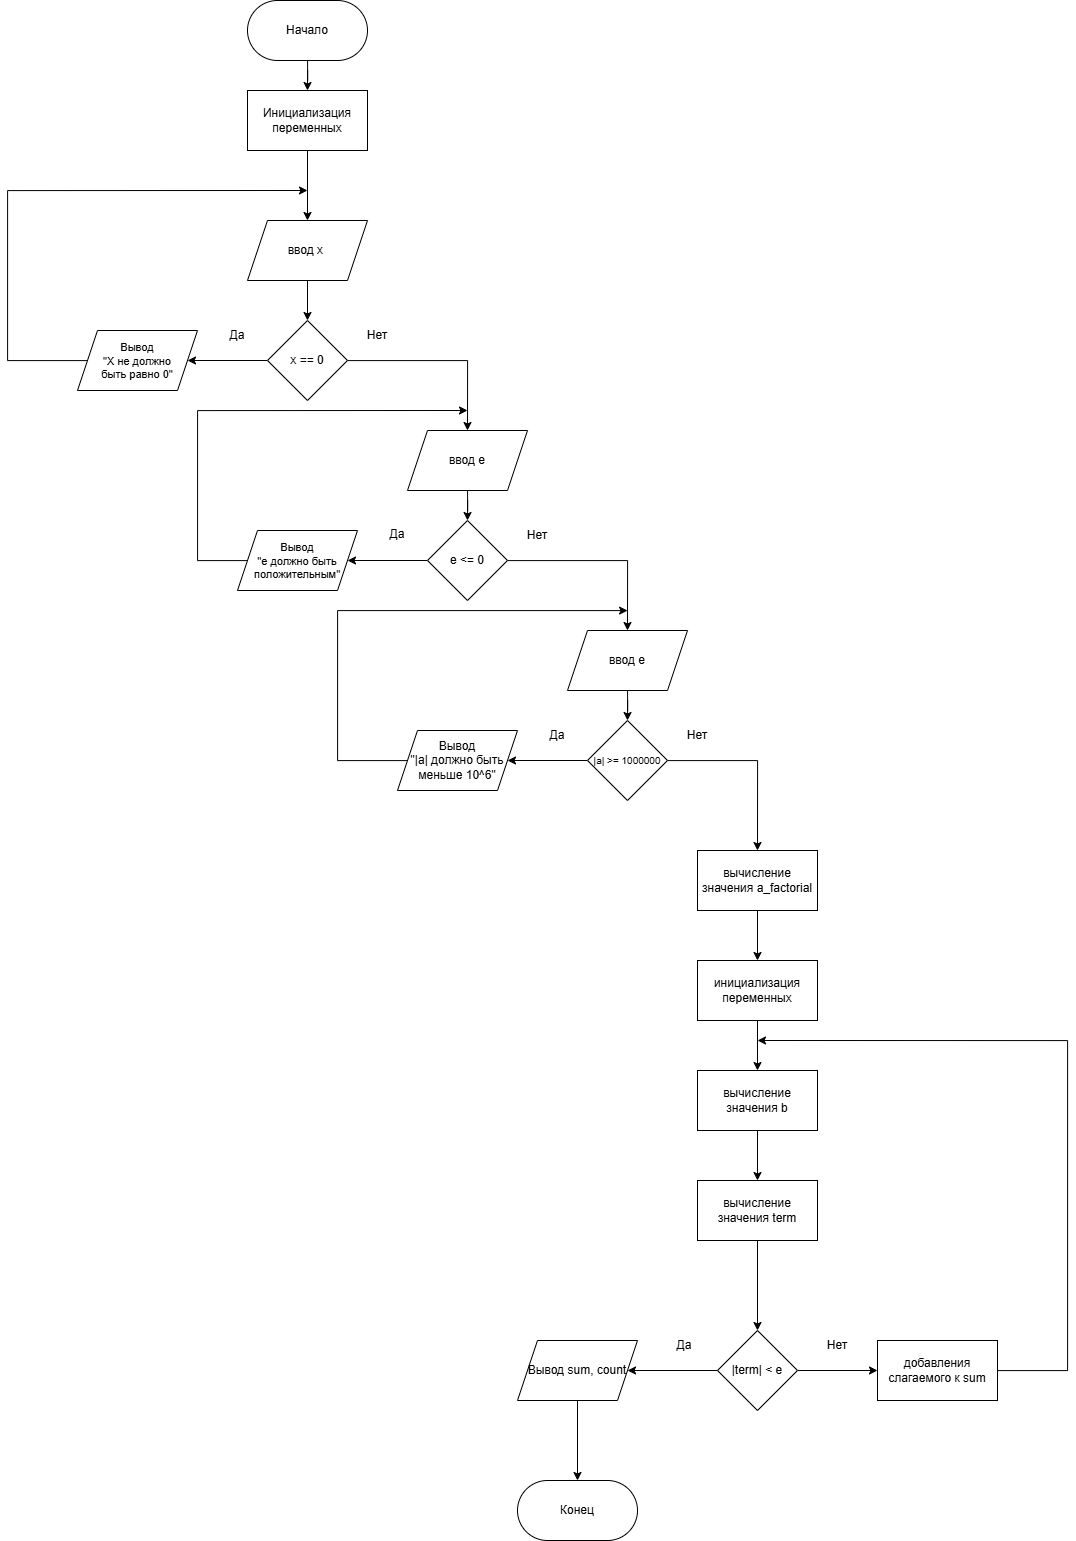 Начало
Инициализация
переменных
ввод x
Да
Нет
Вывод
"X не должно
быть равно 0"
x == 0
ввод e
Да
Нет
Вывод
"e должно быть
положительным"
e <= 0
ввод e
Да
Нет
Вывод
"|a| должно быть
меньше 10^6"
|a| >= 1000000
вычисление
значения a_factorial
инициализация
переменных
вычисление
значения b
вычисление
значения term
Да
Нет
Вывод sum, count
|term| < e
добавления
слагаемого к sum
Конец